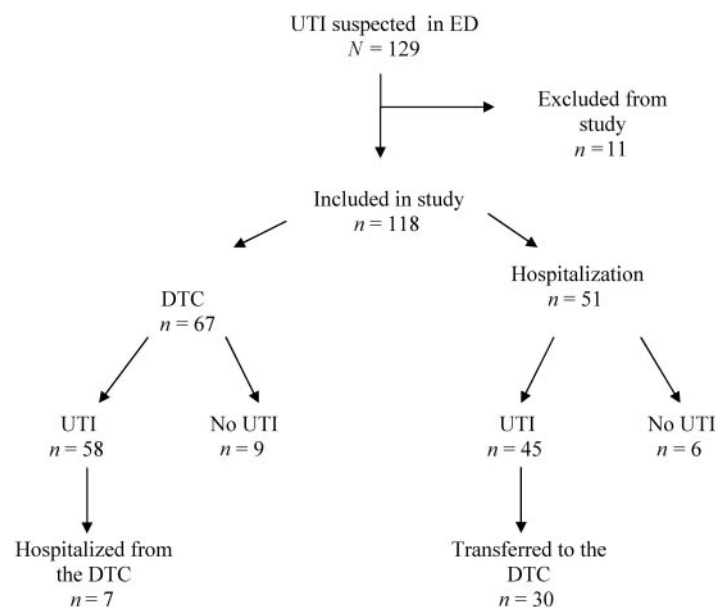 UTI suspected in ED
N = 129
Excluded from
study
n = 11
Included in study
n = 118
DTC
n = 67
Hospitalization
n = 51
UTI
n = 58
No UTI
n = 9
UTI
n = 45
No UTI
n = 6
Hospitalized from
the DTC
n = 7
Transferred to the
DTC
n = 30